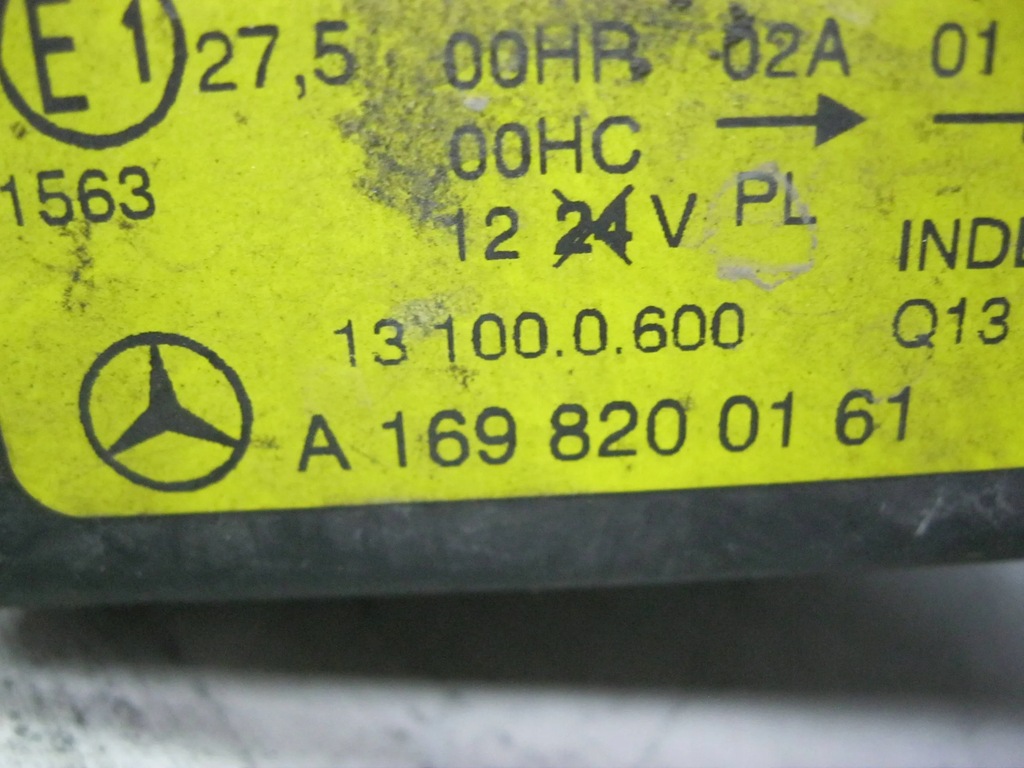 E1 27,5 00HR 02A 01
00HC →
1563
12 24 V PL
INDE
13 100.0.600 Q13
A 169 820 01 61